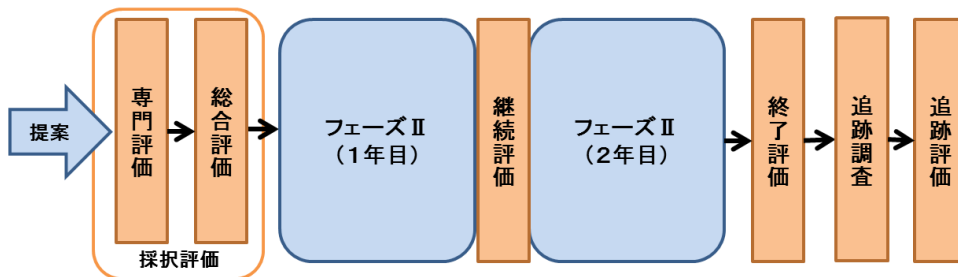 提案
専門評価
総合評価
採択評価
フェーズⅡ
(1年目)
継続評価
フェーズⅡ
(2年目)
終了評価
追跡調査
追跡評価